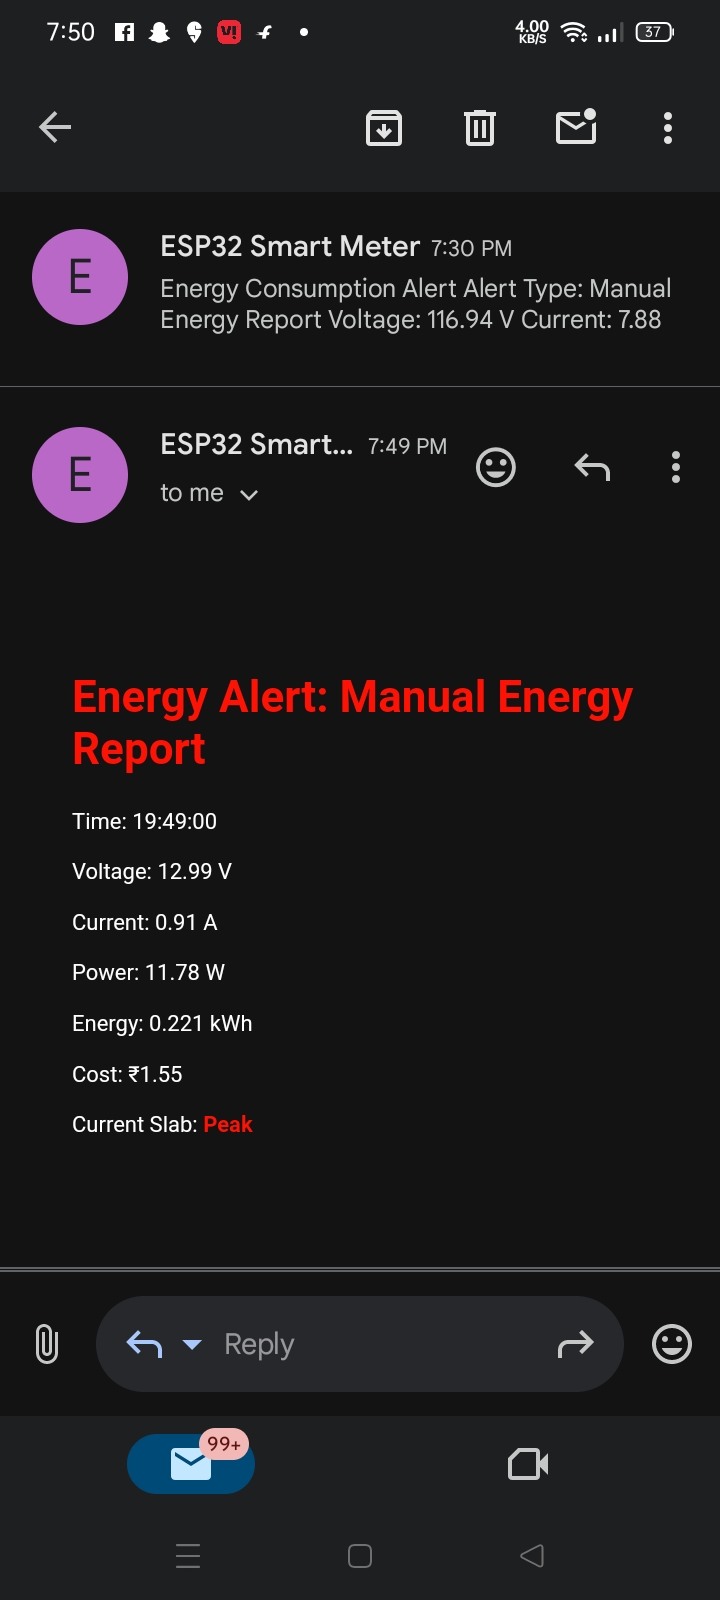 7:50
4.00
KB/S
37
E
ESP32 Smart Meter 7:30 PM
Energy Consumption Alert Alert Type: Manual
Energy Report Voltage: 116.94 V Current: 7.88
E
ESP32 Smart... 7:49 PM
to me
Energy Alert: Manual Energy
Report
Time: 19:49:00
Voltage: 12.99 V
Current: 0.91 A
Power: 11.78 W
Energy: 0.221 kWh
Cost: ₹1.55
Current Slab: Peak
Reply
99+